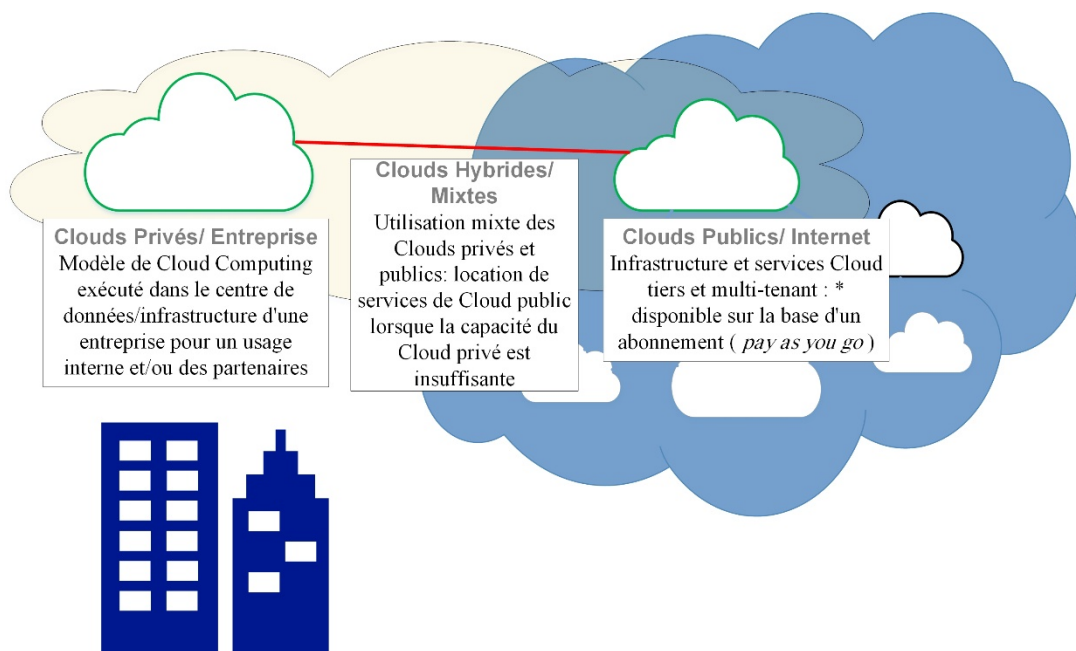 Clouds Privés/ Entreprise
Modèle de Cloud Computing
exécuté dans le centre de
données/infrastructure d'une
entreprise pour un usage
interne et/ou des partenaires
Clouds Hybrides/
Mixtes
Utilisation mixte des
Clouds privés et
publics: location de
services de Cloud public
lorsque la capacité du
Cloud privé est
insuffisante
Clouds Publics/ Internet
Infrastructure et services Cloud
tiers et multi-tenant : *
disponible sur la base d'un
abonnement ( pay as you go )